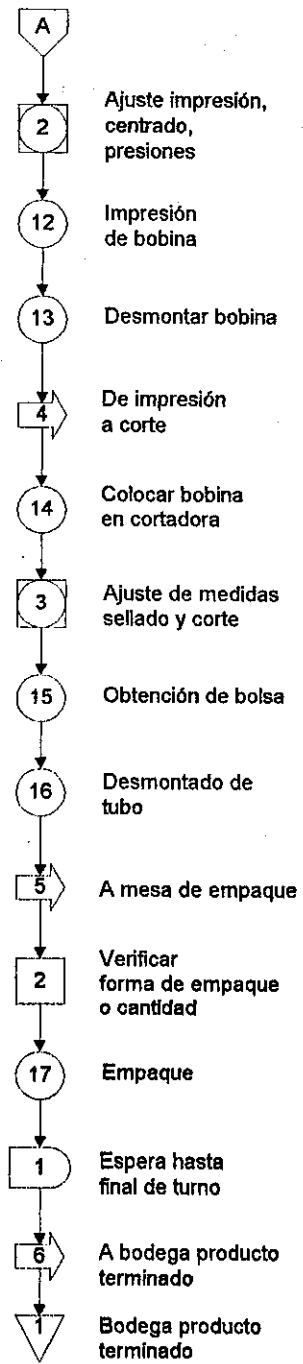 A
2
Ajuste impresión,
centrado,
presiones
12
Impresión
de bobina
13
Desmontar bobina
4
De impresión
a corte
14
Colocar bobina
en cortadora
3
Ajuste de medidas
sellado y corte
15
Obtención de bolsa
16
Desmontado de
tubo
5
A mesa de empaque
2
Verificar
forma de empaque
o cantidad
17
Empaque
1
Espera hasta
final de turno
6
A bodega producto
terminado
1
Bodega producto
terminado